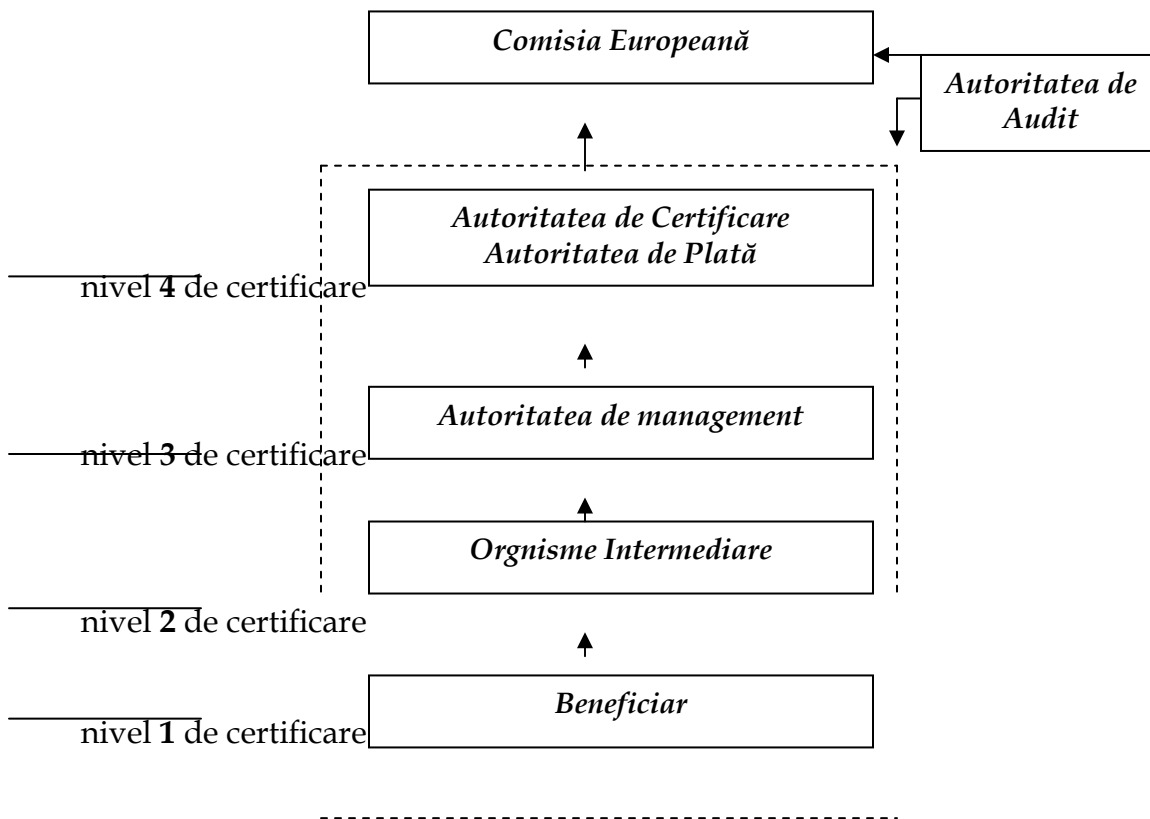 Comisia Europeană
Autoritatea de
Audit
Autoritatea de Certificare
Autoritatea de Plată
nivel 4 de certificare
Autoritatea de management
nivel 3 de certificare
Orgnisme Intermediare
nivel 2 de certificare
Beneficiar
nivel 1 de certificare